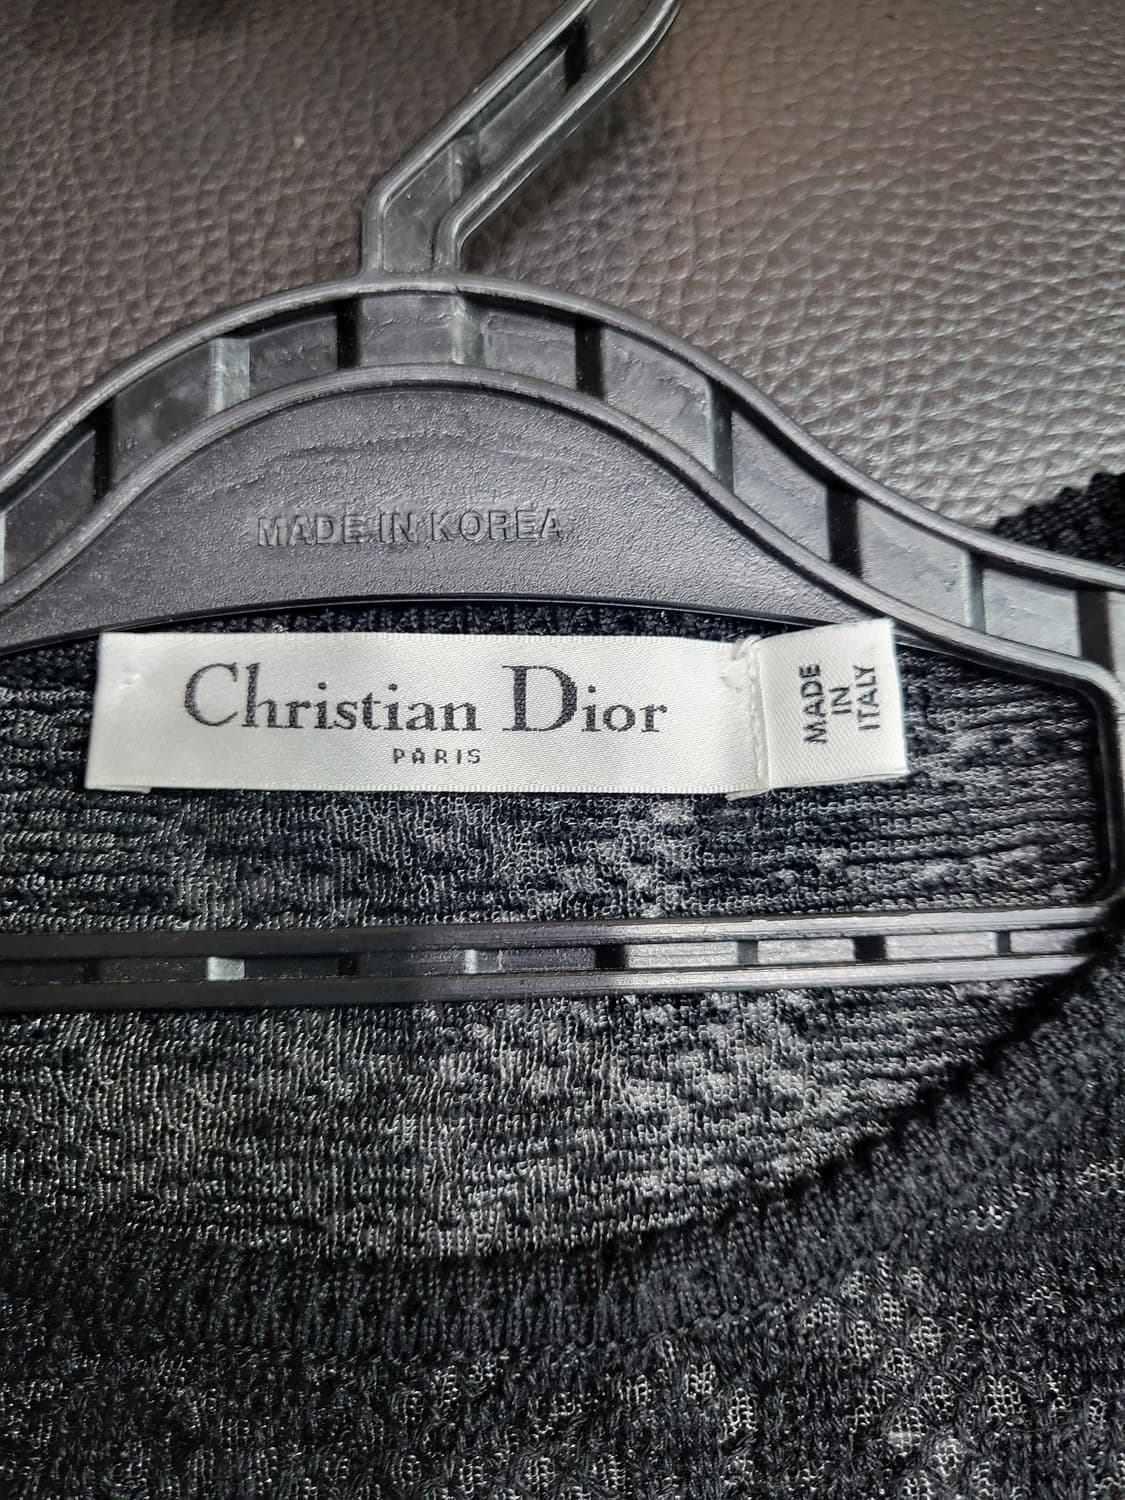 MADE IN KOREA
Christian Dior
PARIS
MADE
IN
ITALY